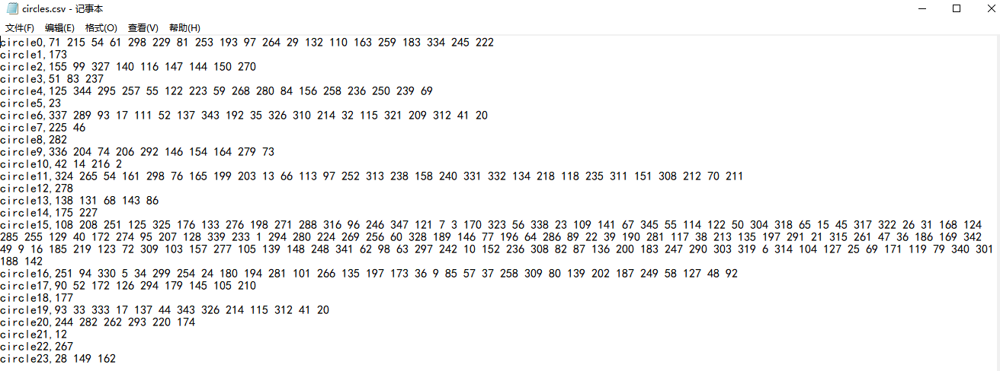 circles.csv - 记事本
文件(F) 编辑(E) 格式(O) 查看(V) 帮助(H)
circle0,71 215 54 61 298 229 81 253 193 97 264 29 132 110 163 259 183 334 245 222
circle1,173
circle2,155 99 327 140 116 147 144 150 270
circle3,51 83 237
circle4,125 344 295 257 55 122 223 59 268 280 84 156 258 236 250 239 69
circle5,23
circle6,337 289 93 17 111 52 137 343 192 35 326 310 214 32 115 321 209 312 41 20
circle7,225 46
circle8,282
circle9,336 204 74 206 292 146 154 164 279 73
circle10,42 14 216 2
circle11,324 265 54 161 298 76 165 199 203 13 66 113 97 252 313 238 158 240 331 332 134 218 118 235 311 151 308 212 70 211
circle12,278
circle13,138 131 68 143 86
circle14,175 227
circle15,108 208 251 125 325 176 133 276 198 271 288 316 96 246 347 121 7 3 170 323 56 338 23 109 141 67 345 55 114 122 50 304 318 65 15 45 317 322 26 31 168 124
285 255 129 40 172 274 95 207 128 339 233 1 294 280 224 269 256 60 328 189 146 77 196 64 286 89 22 39 190 281 117 38 213 135 197 291 21 315 261 47 36 186 169 342
49 9 16 185 219 123 72 309 103 157 277 105 139 148 248 341 62 98 63 297 242 10 152 236 308 82 87 136 200 183 247 290 303 319 6 314 104 127 25 69 171 119 79 340 301
188 142
circle16,251 94 330 5 34 299 254 24 180 194 281 101 266 135 197 173 36 9 85 57 37 258 309 80 139 202 187 249 58 127 48 92
circle17,90 52 172 126 294 179 145 105 210
circle18,177
circle19,93 33 333 17 137 44 343 326 214 115 312 41 20
circle20,244 282 262 293 220 174
circle21,12
circle22,267
circle23,28 149 162